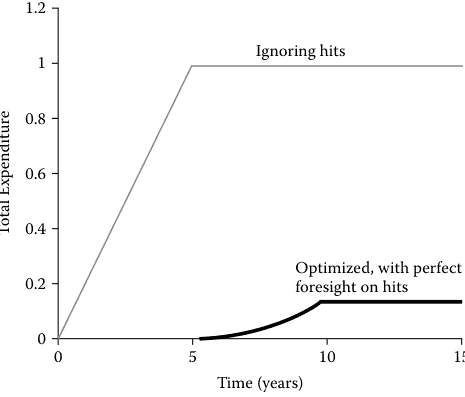 1.2
Ignoring hits
1
0.8
Total Expenditure
0.6
0.4
Optimized, with perfect
foresight on hits
0.2
0
0
5
10
15
Time (years)